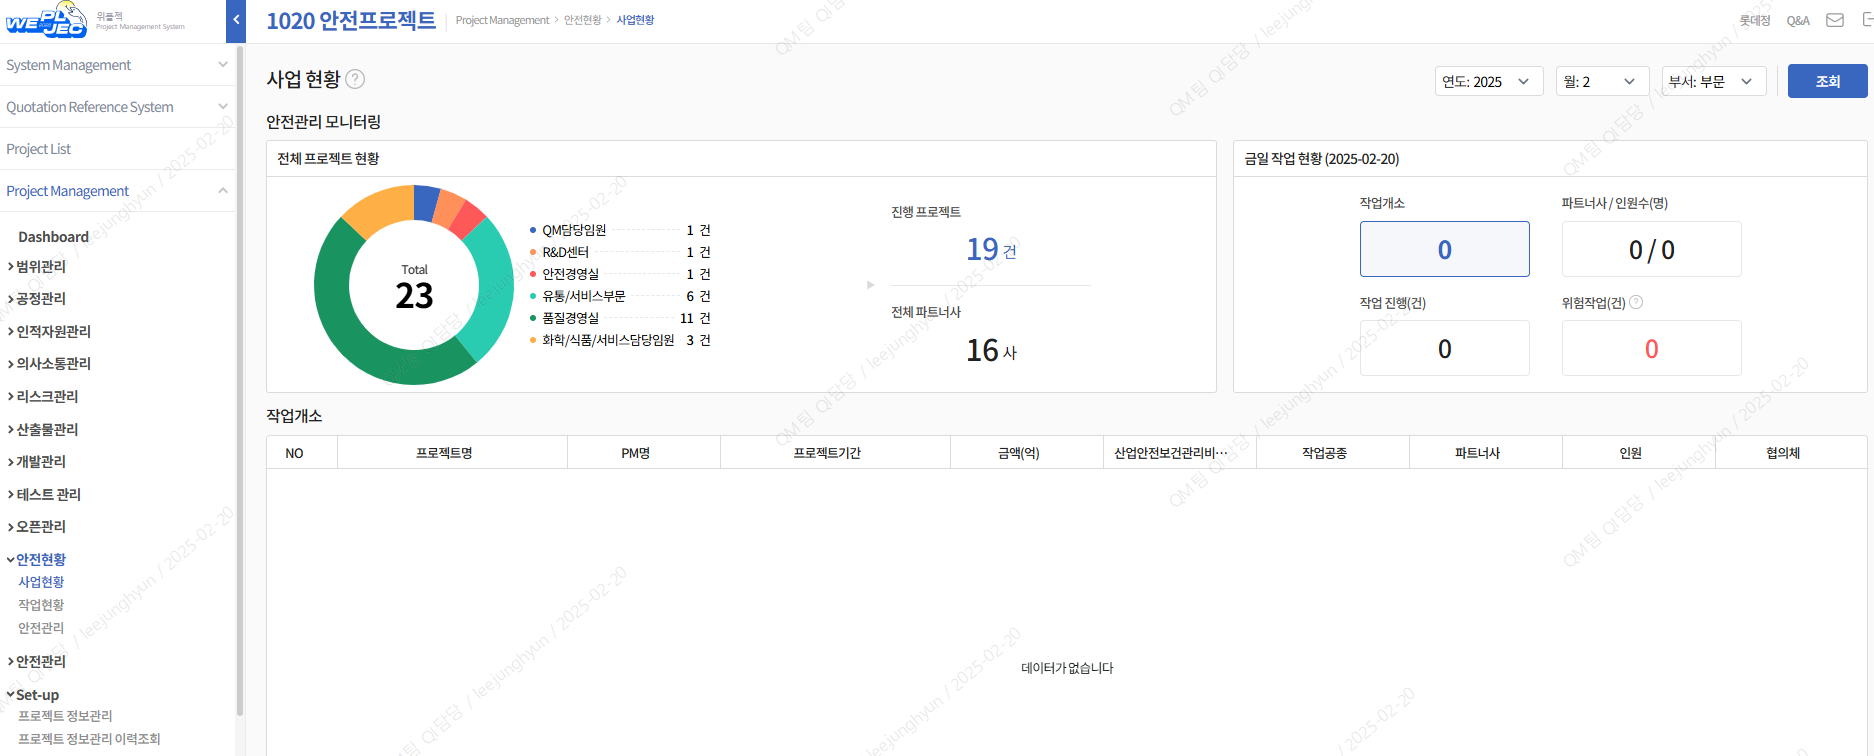 WE PL JEC
위플젝
Project Management System
1020 안전프로젝트
Project Management > 안전현황 > 사업현황
롯데정
Q&A
System Management
Quotation Reference System
Project List
Project Management
Dashboard
범위관리
공정관리
인적자원관리
의사소통관리
리스크관리
산출물관리
개발관리
테스트 관리
오픈관리
안전현황
사업현황
작업현황
안전관리
안전관리
Set-up
프로젝트 정보관리
프로젝트 정보관리 이력조회
사업 현황 ?
연도: 2025
월: 2
부서: 부문
조회
안전관리 모니터링
전체 프로젝트 현황
Total
23
QM담당임원 1 건
R&D센터 1 건
안전경영실 1 건
유통/서비스부문 6 건
품질경영실 11 건
화학/식품/서비스담당임원 3 건
진행 프로젝트
19 건
전체 파트너사
16 사
금일 작업 현황 (2025-02-20)
작업개소
0
파트너사 / 인원수(명)
0 / 0
작업 진행(건)
0
위험작업(건) ?
0
작업개소
NO 프로젝트명 PM명 프로젝트기간 금액(억) 산업안전보건관리비… 작업공종 파트너사 인원 협의체
데이터가 없습니다
QM팀 QI담당 / leejunghyun / 2025-02-20